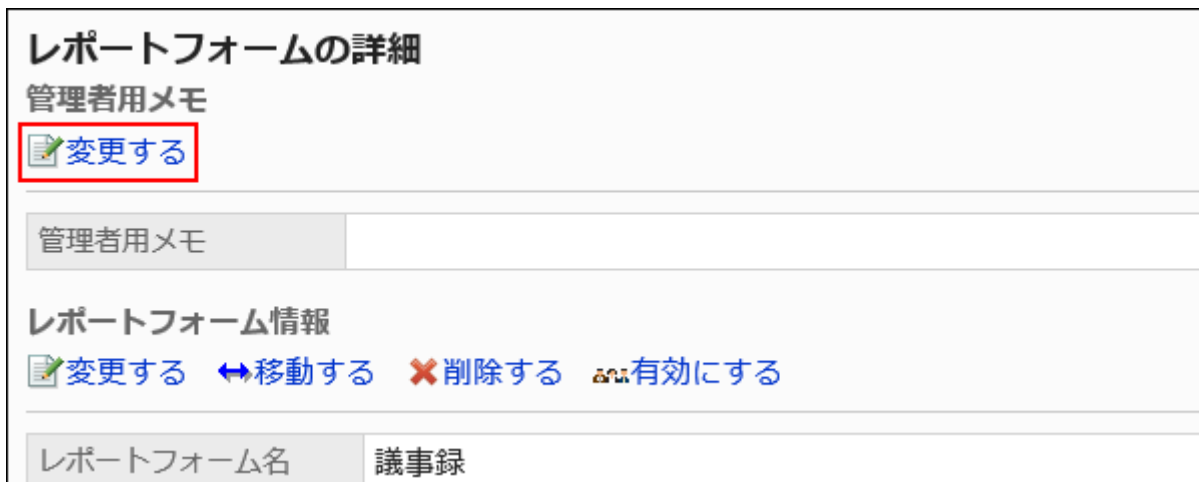 レポートフォームの詳細
管理者用メモ
変更する
管理者用メモ
レポートフォーム情報
変更する 移動する 削除する 有効にする
レポートフォーム名 議事録